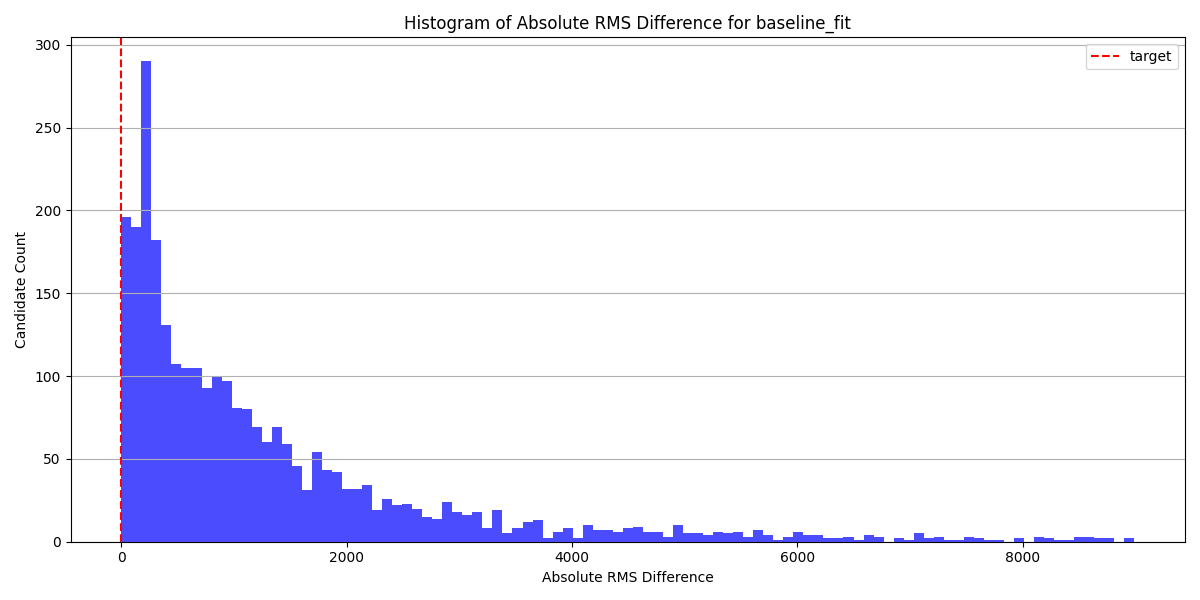 Histogram of Absolute RMS Difference for baseline_fit
target
300
250
200
150
100
50
0
Candidate Count
0 2000 4000 6000 8000
Absolute RMS Difference